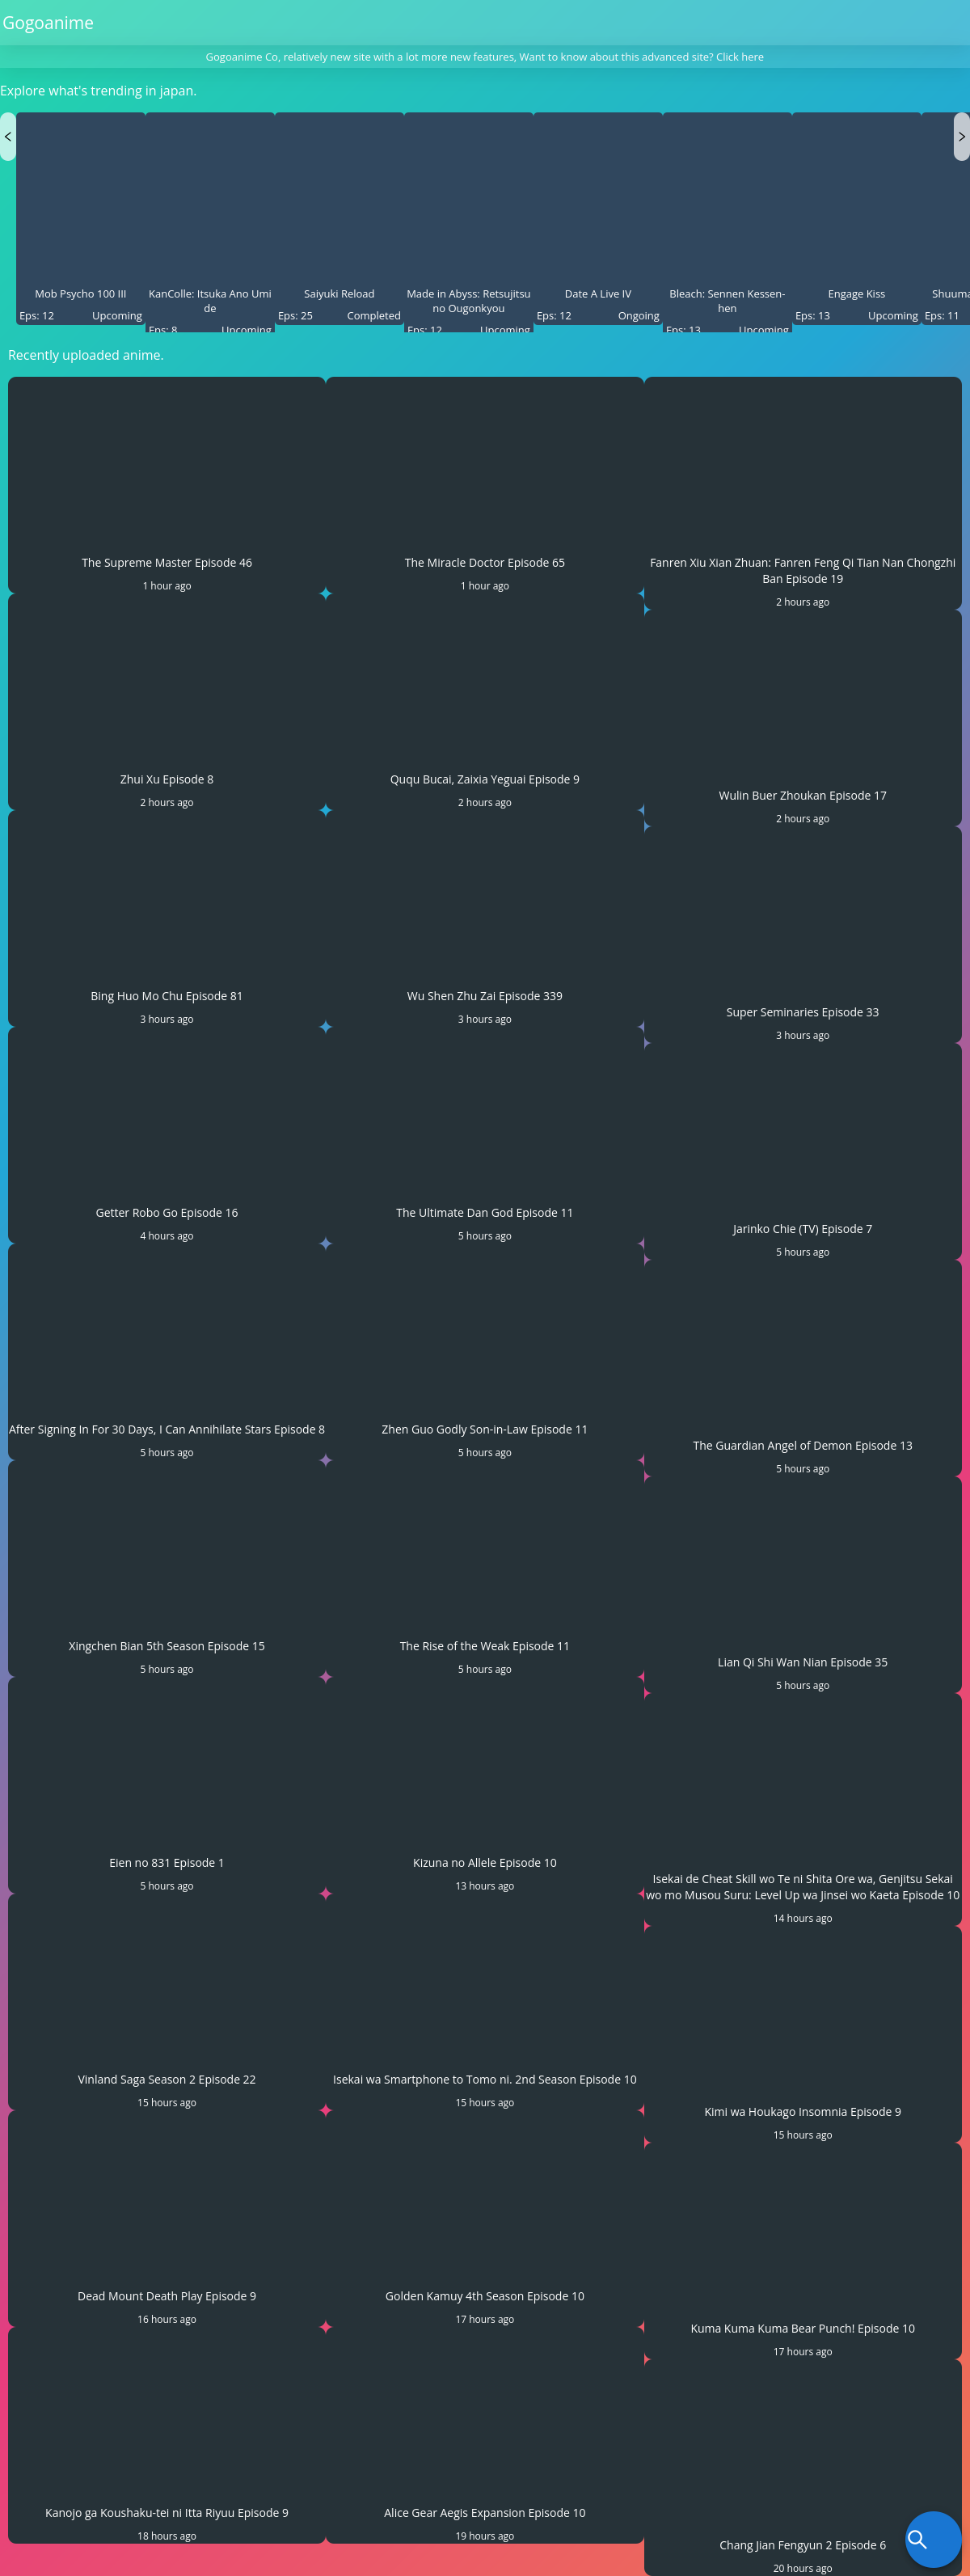 Gogoanime
Gogoanime Co, relatively new site with a lot more new features, Want to know about this advanced site? Click here
Explore what's trending in japan.
Mob Psycho 100 III
Eps: 12 Upcoming
KanColle: Itsuka Ano Umi
de
Eps: 8 Upcoming
Saiyuki Reload
Eps: 25 Completed
Made in Abyss: Retsujitsu
no Ougonkyou
Eps: 12 Upcoming
Date A Live IV
Eps: 12 Ongoing
Bleach: Sennen Kessen-
hen
Eps: 13 Upcoming
Engage Kiss
Eps: 13 Upcoming
Eps: 11
Recently uploaded anime.
The Supreme Master Episode 46
1 hour ago
The Miracle Doctor Episode 65
1 hour ago
Fanren Xiu Xian Zhuan: Fanren Feng Qi Tian Nan Chongzhi
Ban Episode 19
2 hours ago
Zhui Xu Episode 8
2 hours ago
Ququ Bucai, Zaixia Yeguai Episode 9
2 hours ago
Wulin Buer Zhoukan Episode 17
2 hours ago
Bing Huo Mo Chu Episode 81
3 hours ago
Wu Shen Zhu Zai Episode 339
3 hours ago
Super Seminaries Episode 33
3 hours ago
Getter Robo Go Episode 16
4 hours ago
The Ultimate Dan God Episode 11
5 hours ago
Jarinko Chie (TV) Episode 7
5 hours ago
After Signing In For 30 Days, I Can Annihilate Stars Episode 8
5 hours ago
Zhen Guo Godly Son-in-Law Episode 11
5 hours ago
The Guardian Angel of Demon Episode 13
5 hours ago
Xingchen Bian 5th Season Episode 15
5 hours ago
The Rise of the Weak Episode 11
5 hours ago
Lian Qi Shi Wan Nian Episode 35
5 hours ago
Eien no 831 Episode 1
5 hours ago
Kizuna no Allele Episode 10
13 hours ago
Isekai de Cheat Skill wo Te ni Shita Ore wa, Genjitsu Sekai
wo mo Musou Suru: Level Up wa Jinsei wo Kaeta Episode 10
14 hours ago
Vinland Saga Season 2 Episode 22
15 hours ago
Isekai wa Smartphone to Tomo ni. 2nd Season Episode 10
15 hours ago
Kimi wa Houkago Insomnia Episode 9
15 hours ago
Dead Mount Death Play Episode 9
16 hours ago
Golden Kamuy 4th Season Episode 10
17 hours ago
Kuma Kuma Kuma Bear Punch! Episode 10
17 hours ago
Kanojo ga Koushaku-tei ni Itta Riyuu Episode 9
18 hours ago
Alice Gear Aegis Expansion Episode 10
19 hours ago
Chang Jian Fengyun 2 Episode 6
20 hours ago